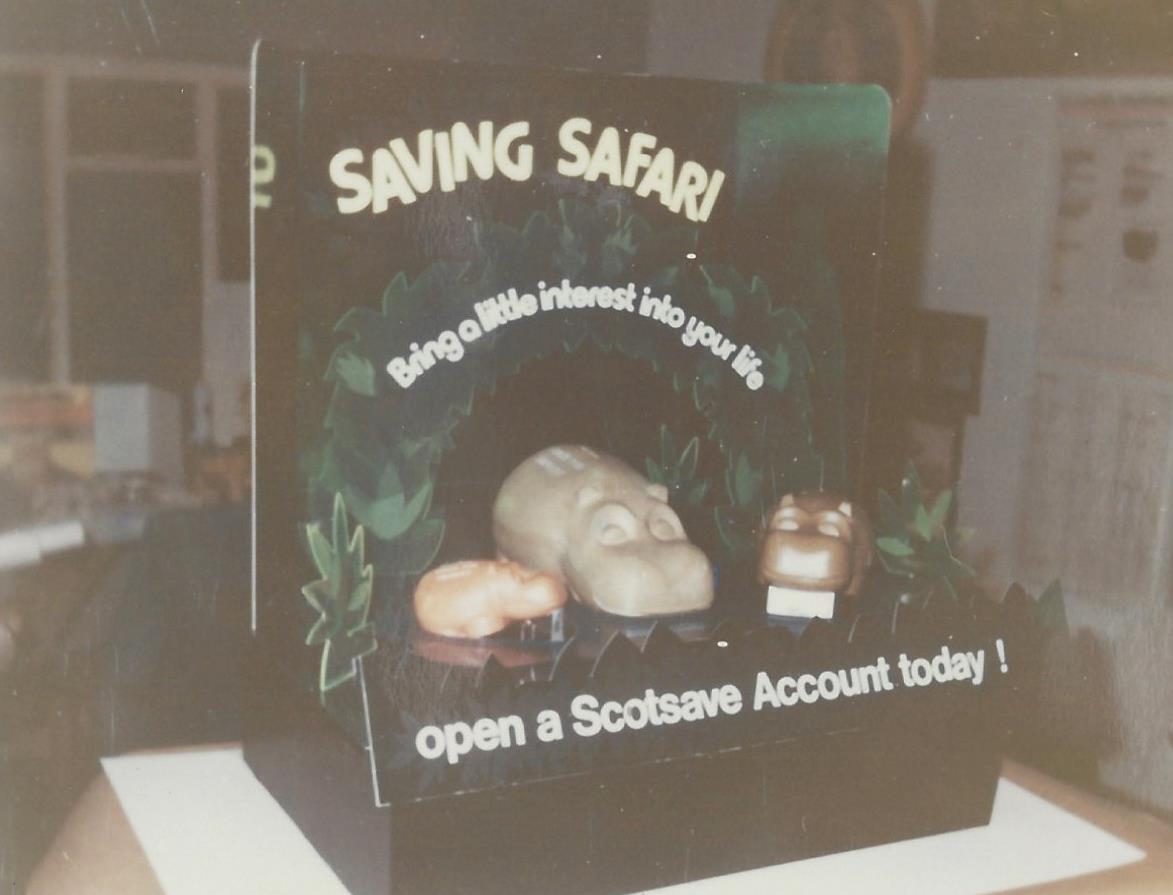 SAVING SAFARI
Bring a little interest into your life
open a Scotsave Account today !